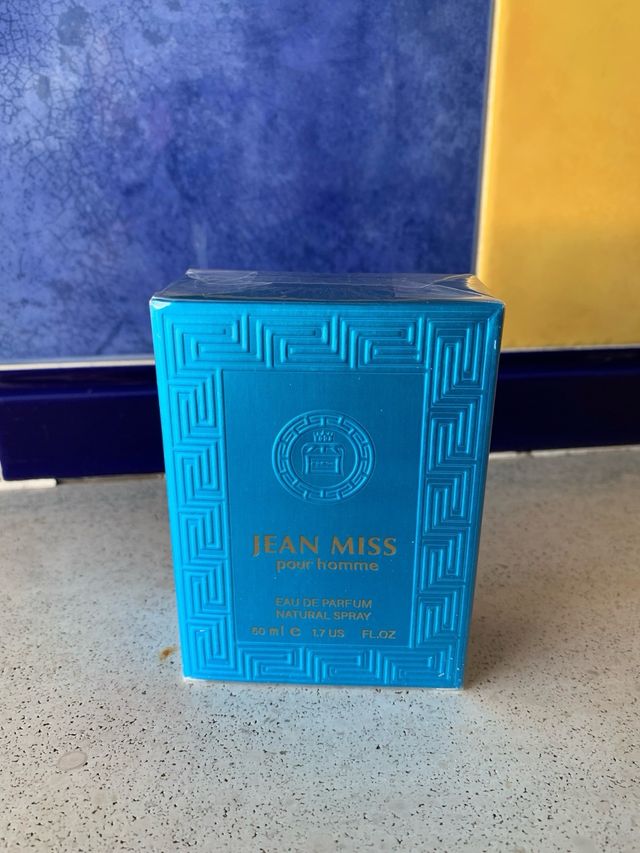 JEAN MISS
pour homme
EAU DE PARFUM
NATURAL SPRAY
50 ml ℮ 1.7 US FL.OZ